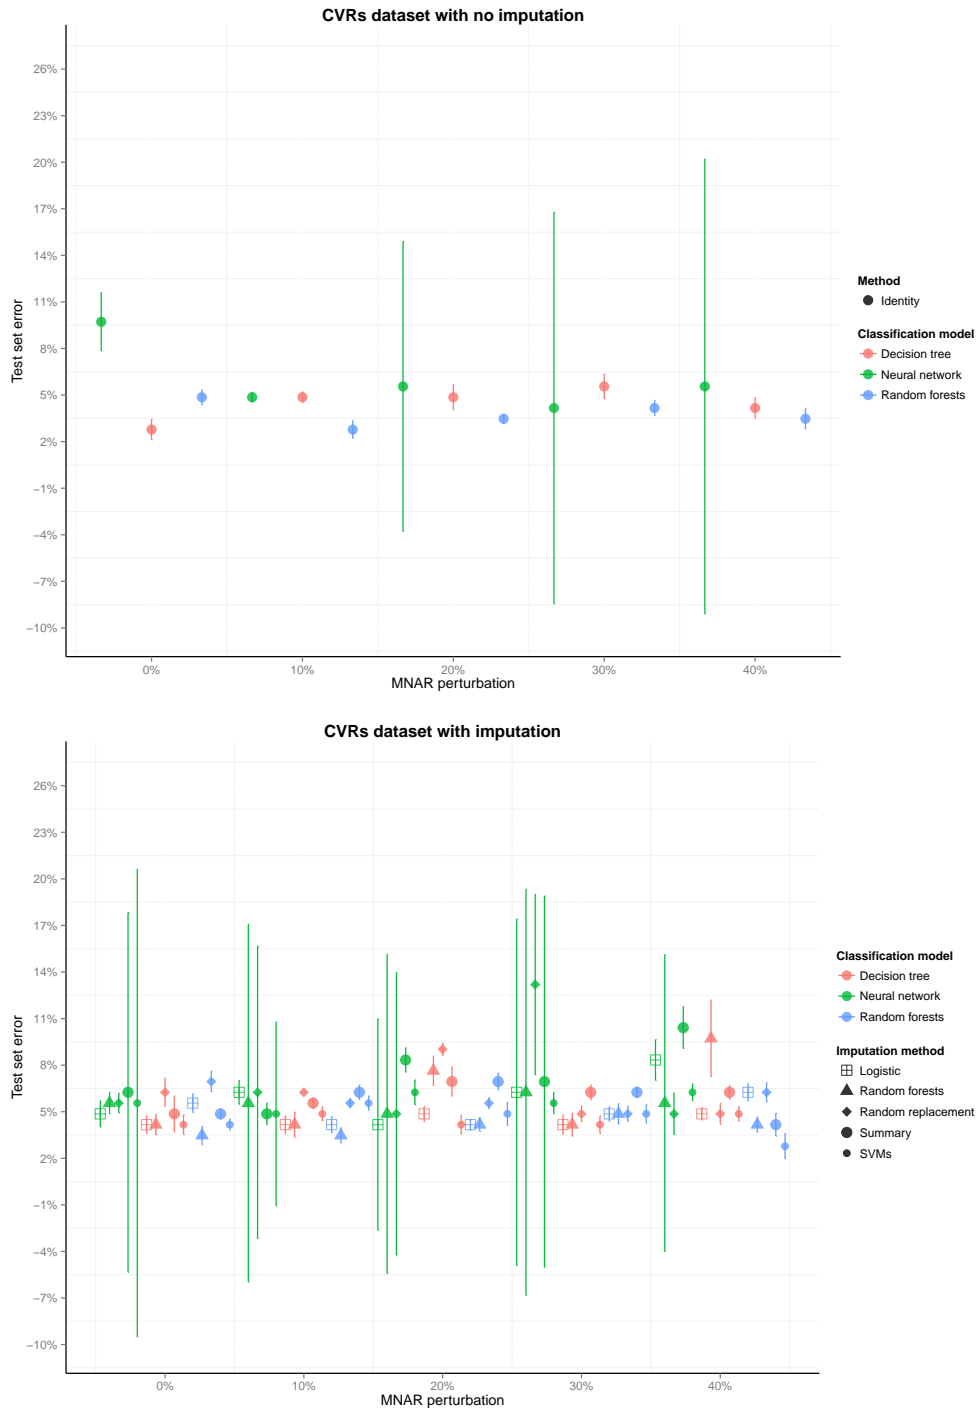 CVRs dataset with no imputation
26%
23%
20%
17%
14%
11%
8%
5%
2%
−1%
−4%
−7%
−10%
Test set error
0%
10%
20%
30%
40%
MNAR perturbation
Method
Identity
Classification model
Decision tree
Neural network
Random forests
CVRs dataset with imputation
26%
23%
20%
17%
14%
11%
8%
5%
2%
−1%
−4%
−7%
−10%
Test set error
0%
10%
20%
30%
40%
MNAR perturbation
Classification model
Decision tree
Neural network
Random forests
Imputation method
Logistic
Random forests
Random replacement
Summary
SVMs